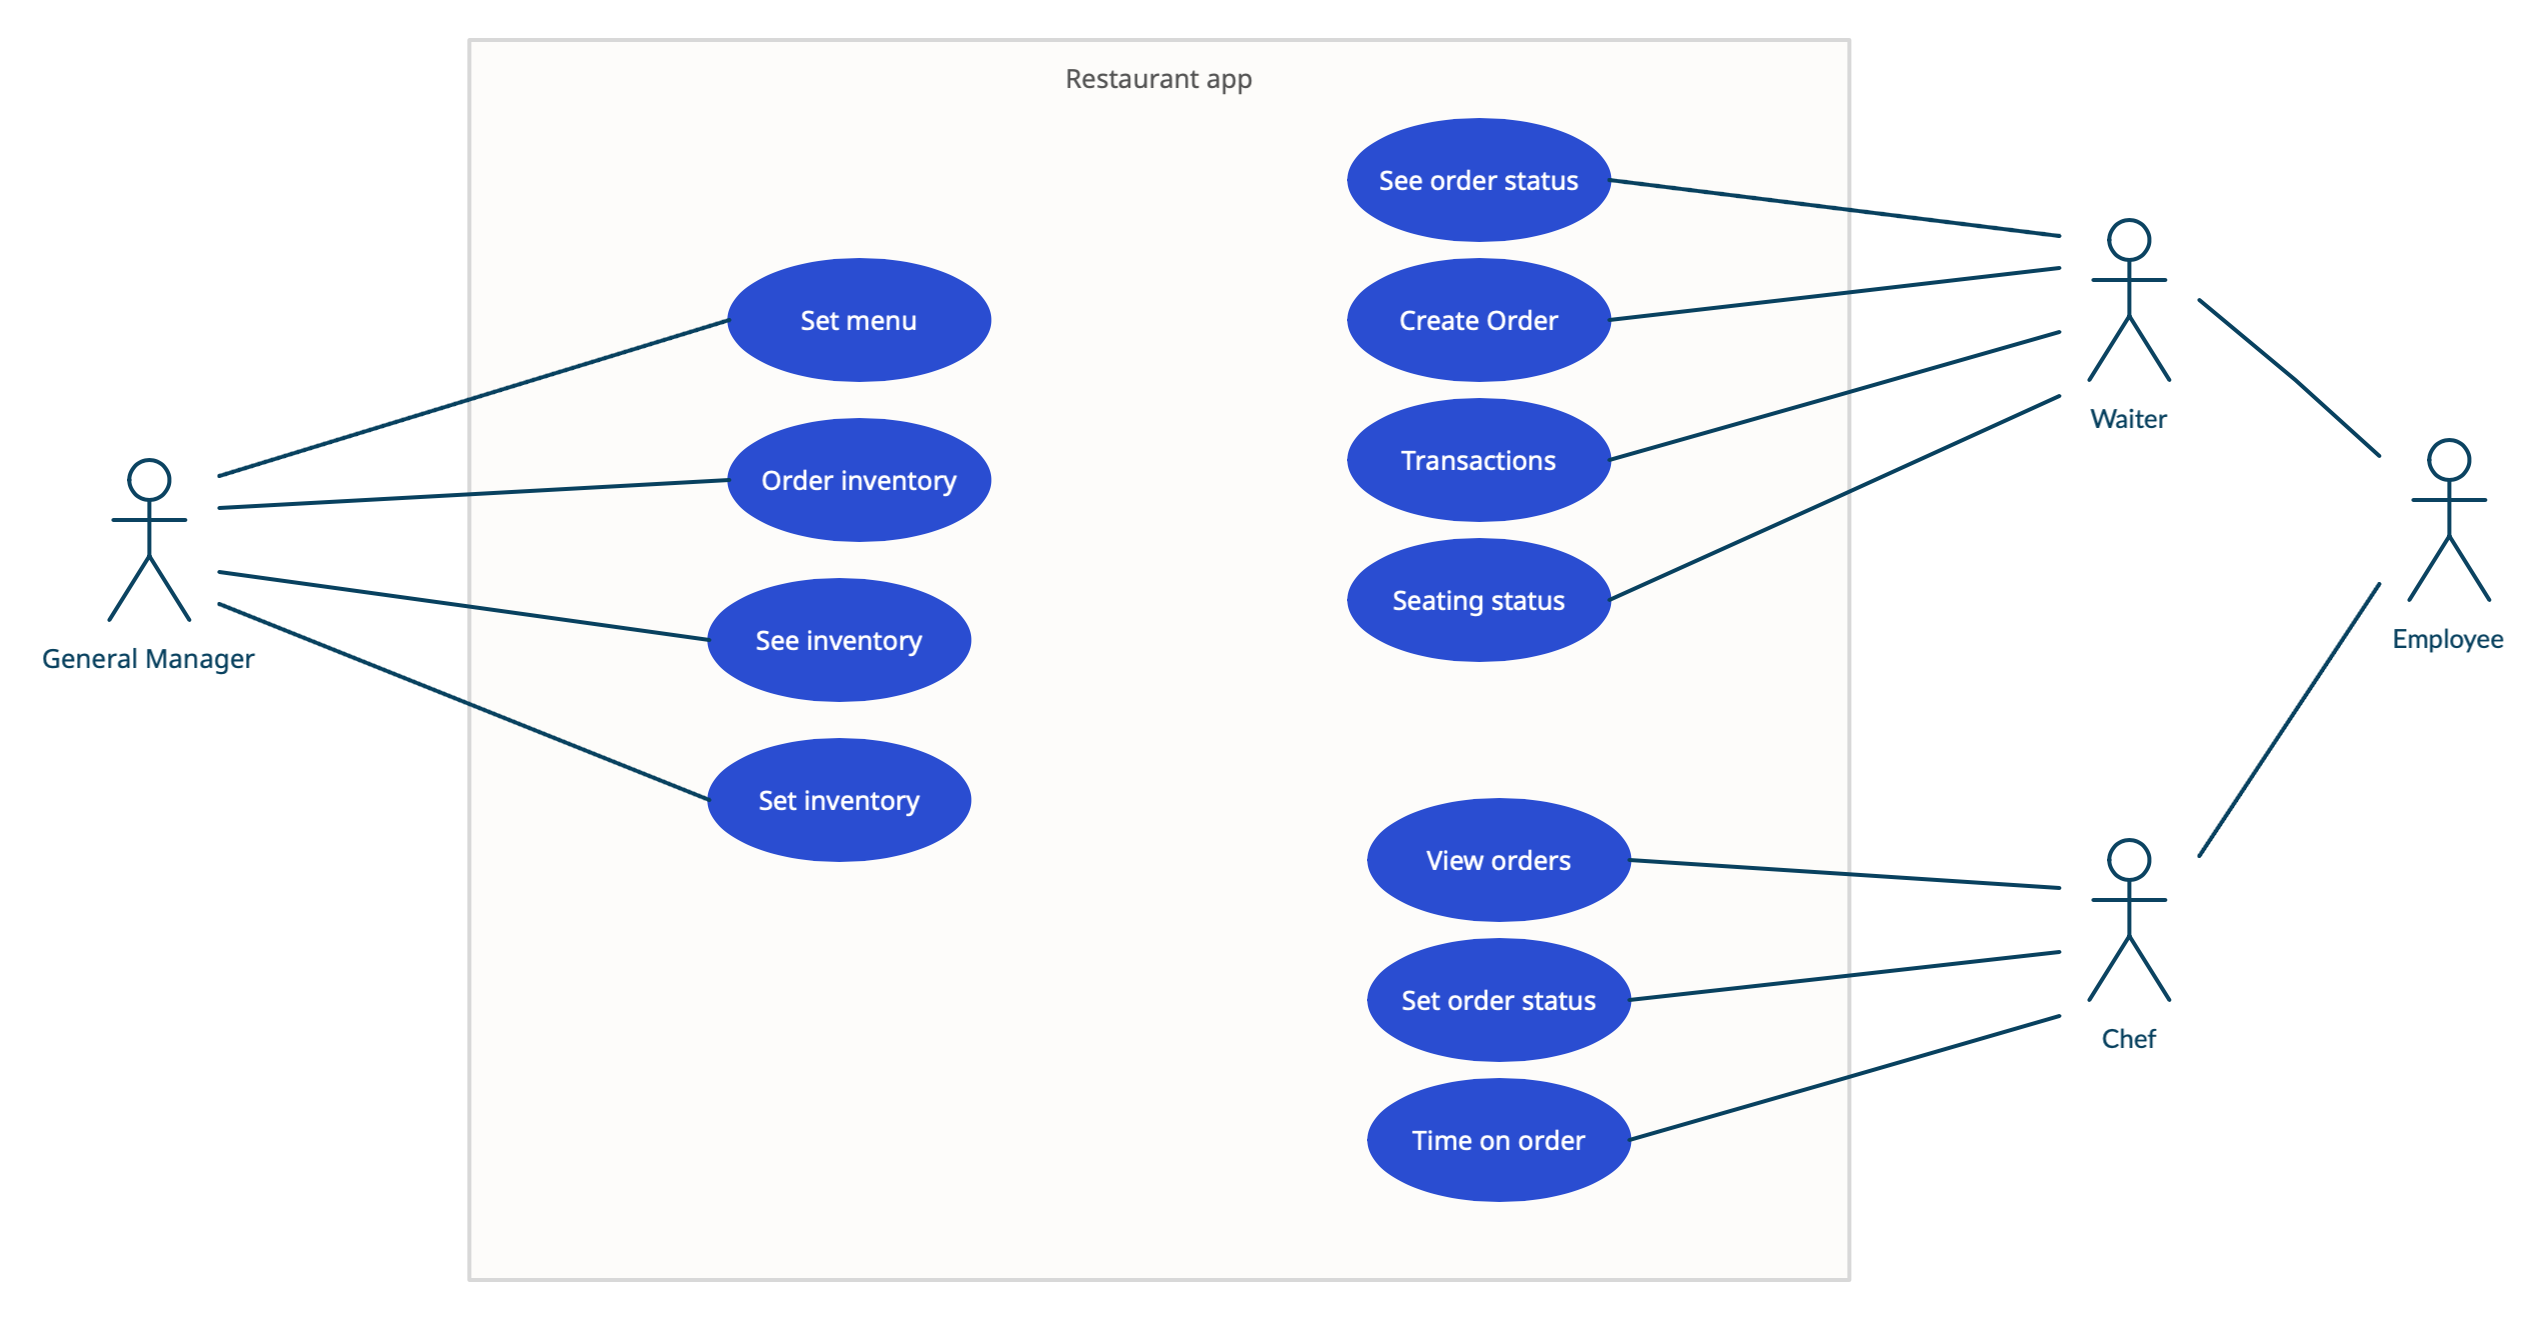 Restaurant app
See order status
Create Order
Transactions
Seating status
Set menu
Order inventory
See inventory
Set inventory
View orders
Set order status
Time on order
General Manager
Waiter
Employee
Chef